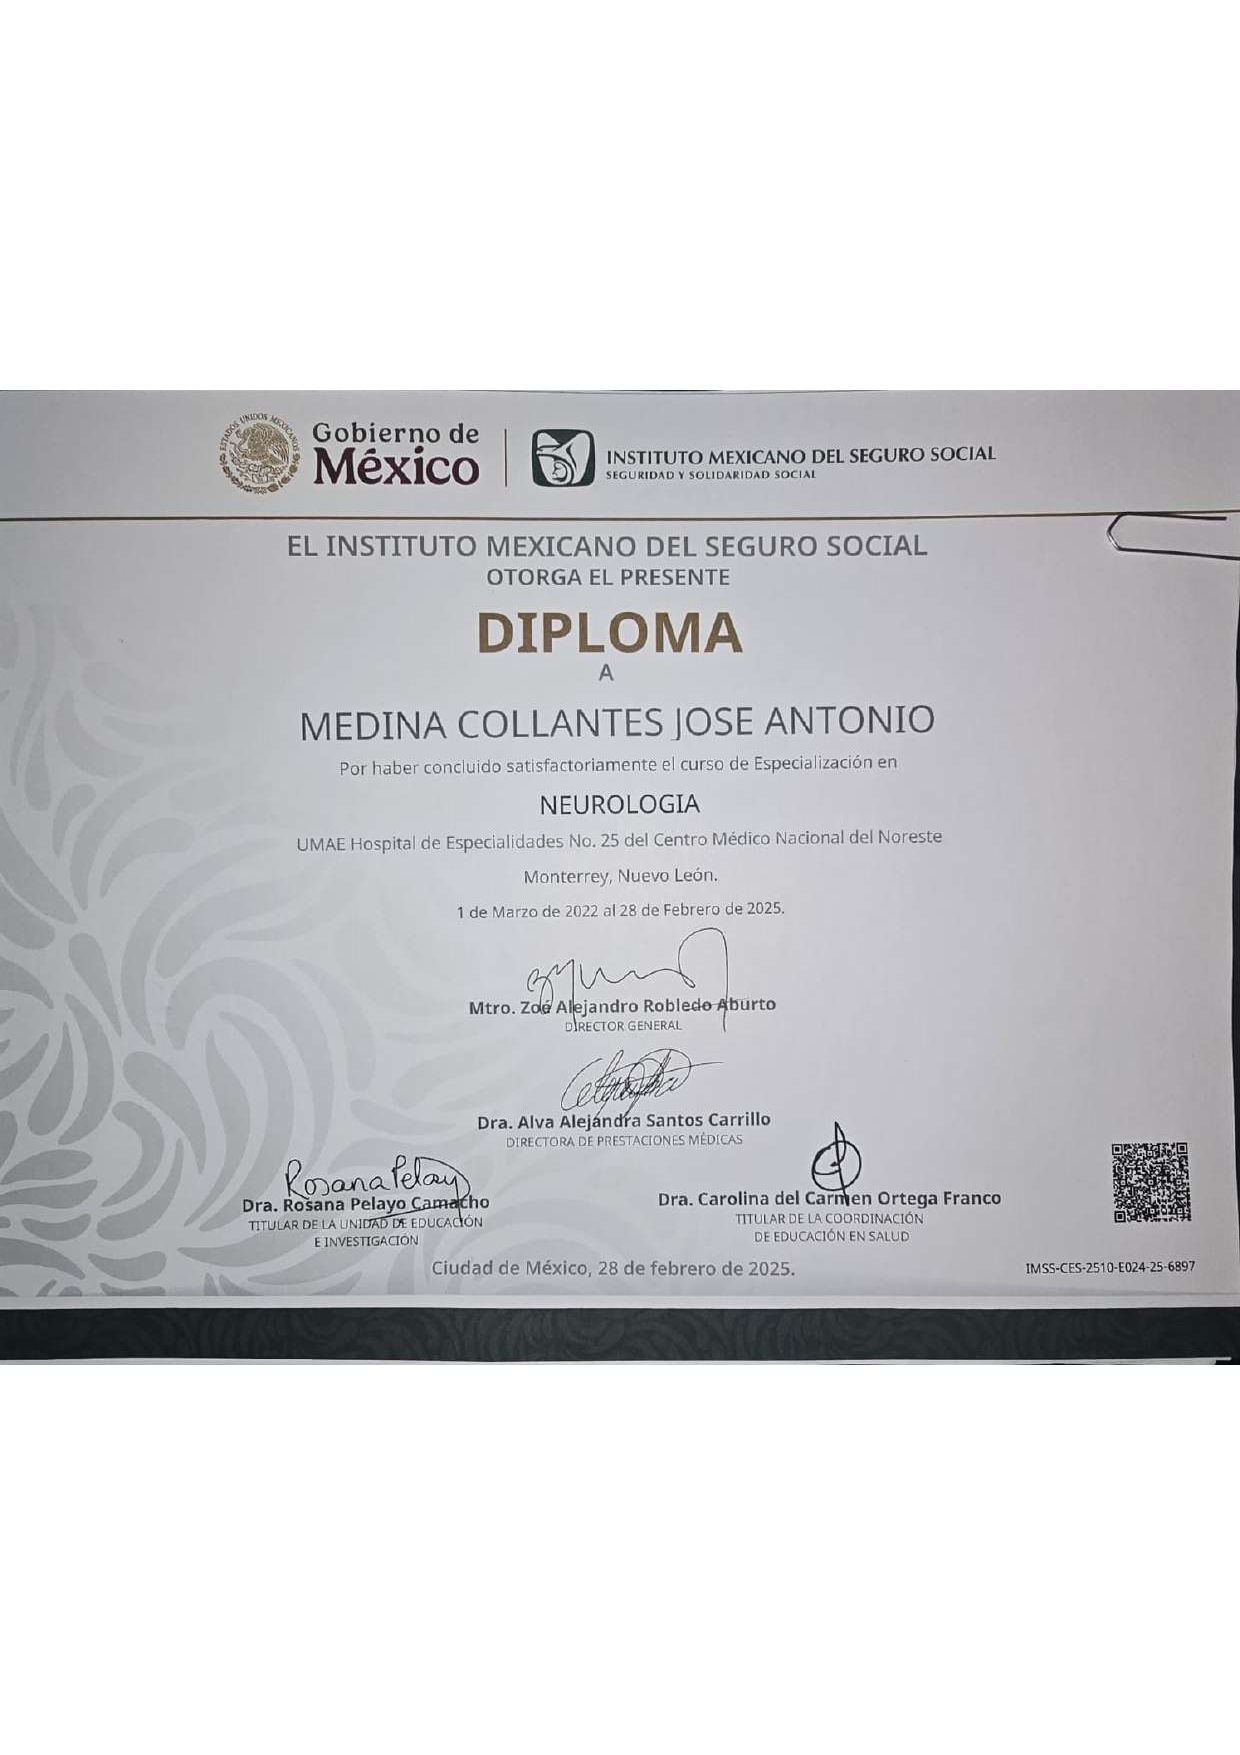 ESTADOS UNIDOS MEXICANOS
Gobierno de
México
INSTITUTO MEXICANO DEL SEGURO SOCIAL
SEGURIDAD Y SOLIDARIDAD SOCIAL
EL INSTITUTO MEXICANO DEL SEGURO SOCIAL
OTORGA EL PRESENTE
DIPLOMA
A
MEDINA COLLANTES JOSE ANTONIO
Por haber concluido satisfactoriamente el curso de Especialización en
NEUROLOGIA
UMAE Hospital de Especialidades No. 25 del Centro Médico Nacional del Noreste
Monterrey, Nuevo León.
1 de Marzo de 2022 al 28 de Febrero de 2025.
Mtro. Zoé Alejandro Robledo Aburto
DIRECTOR GENERAL
Dra. Alva Alejandra Santos Carrillo
DIRECTORA DE PRESTACIONES MÉDICAS
Rosana Pelayo
Dra. Rosana Pelayo Camacho
TITULAR DE LA UNIDAD DE EDUCACIÓN
E INVESTIGACIÓN
Dra. Carolina del Carmen Ortega Franco
TITULAR DE LA COORDINACIÓN
DE EDUCACIÓN EN SALUD
Ciudad de México, 28 de febrero de 2025.
IMSS-CES-2510-E024-25-6897